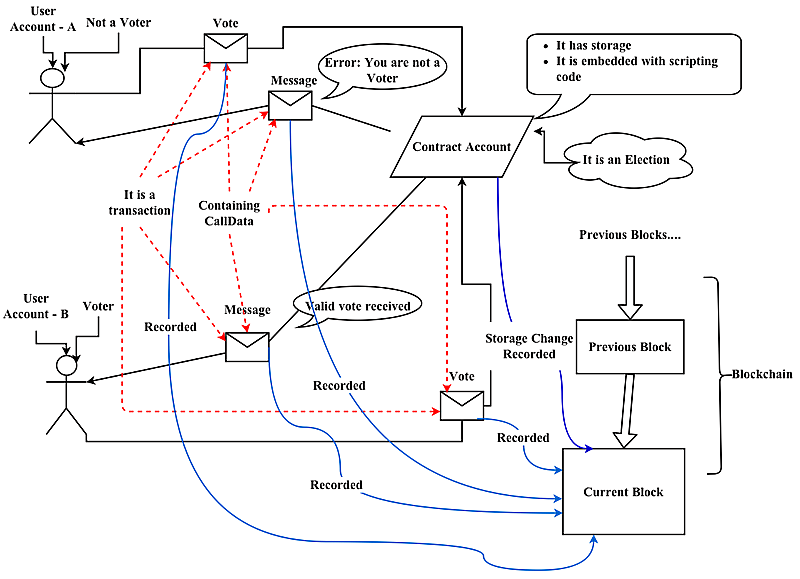 User
Account - A
Not a Voter
Vote
Error: You are not a
Voter
Message
It has storage
It is embedded with scripting
code
Contract Account
It is an Election
It is a
transaction
Containing
CallData
Previous Blocks....
User
Account - B
Voter
Message
Valid vote received
Recorded
Storage Change
Recorded
Previous Block
Blockchain
Recorded
Vote
Recorded
Recorded
Current Block